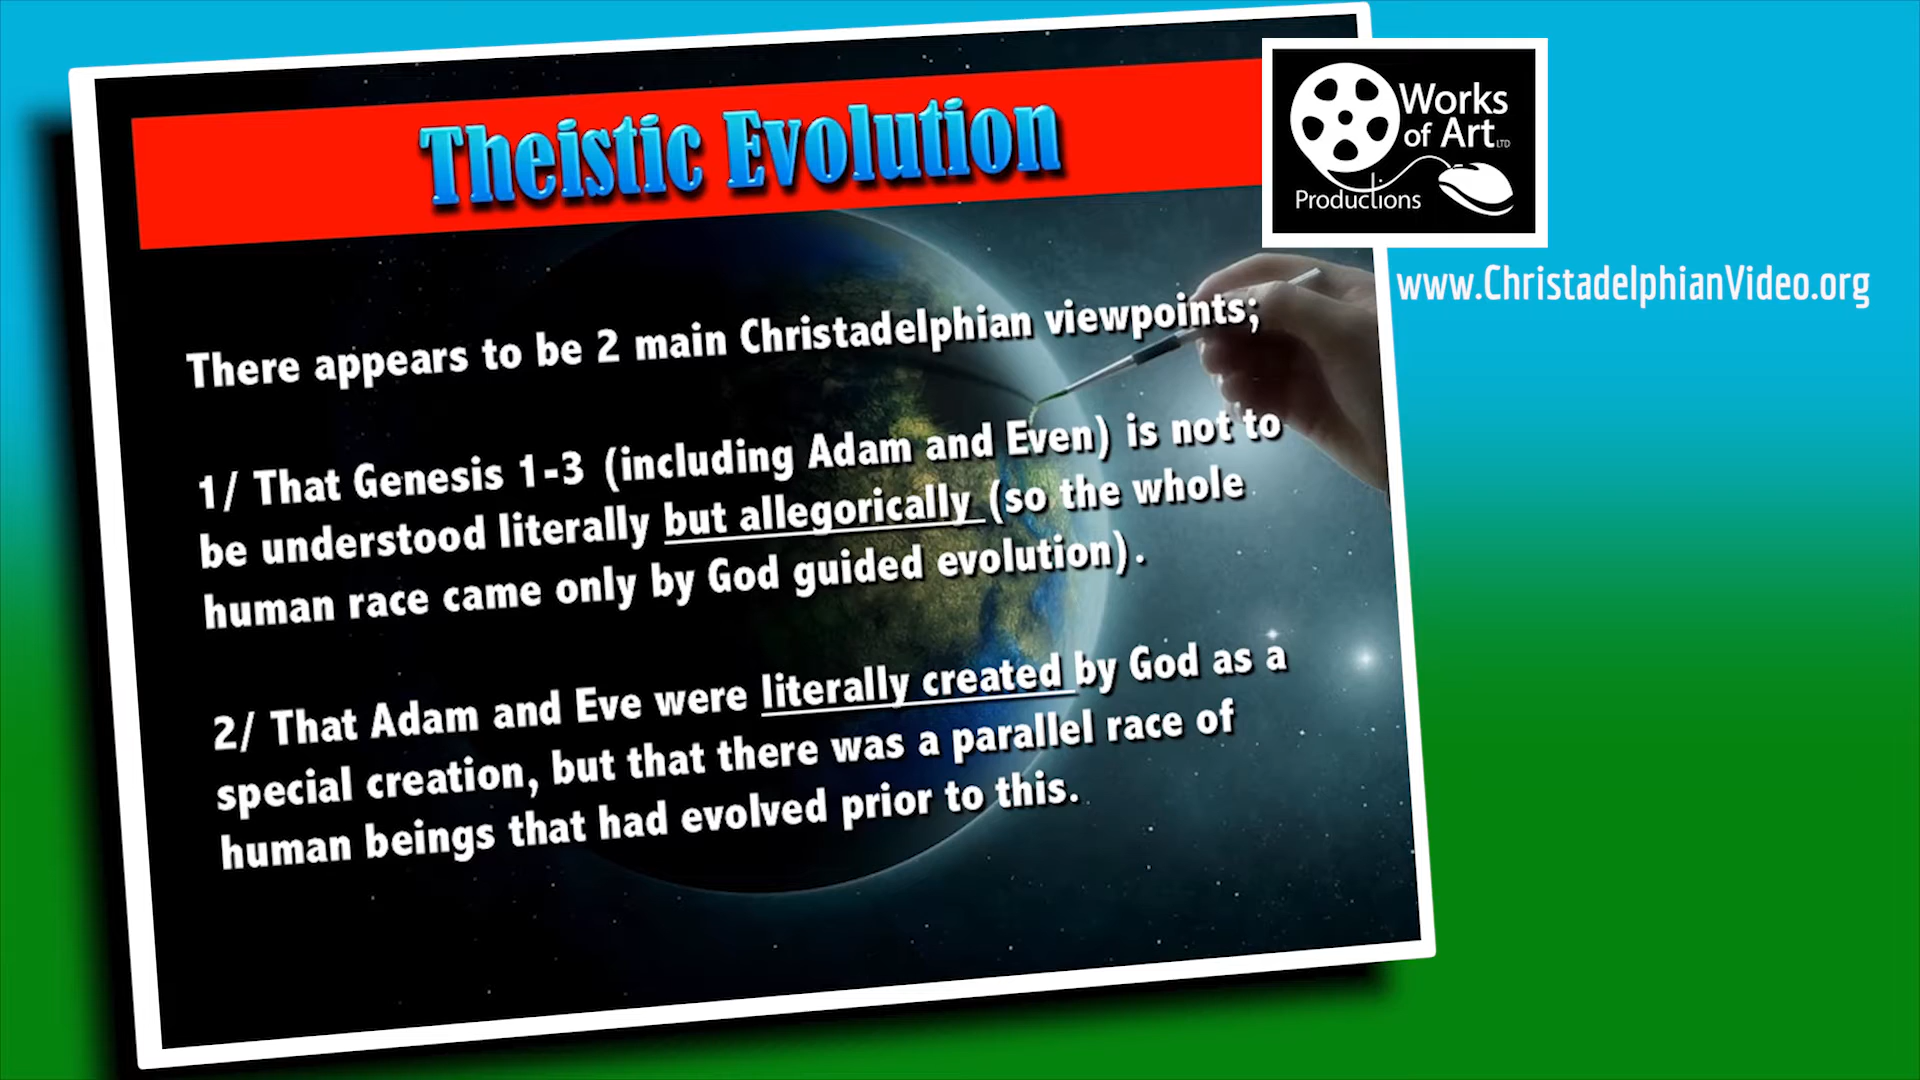 Theistic Evolution
Works
of Art LTD
Productions
www.ChristadelphianVideo.org
There appears to be 2 main Christadelphian viewpoints;
1/ That Genesis 1-3 (including Adam and Even) is not to
be understood literally but allegorically (so the whole
human race came only by God guided evolution).
2/ That Adam and Eve were literally created by God as a
special creation, but that there was a parallel race of
human beings that had evolved prior to this.